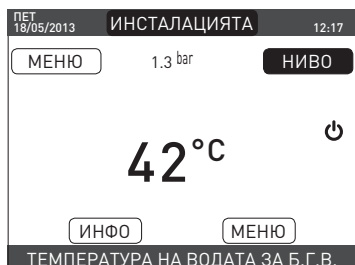 ПЕТ
18/05/2013 ИНСТАЛАЦИЯТА 12:17
МЕНЮ 1.3 bar НИВО
42°C
ИНФО МЕНЮ
ТЕМПЕРАТУРА НА ВОДАТА ЗА Б.Г.В.